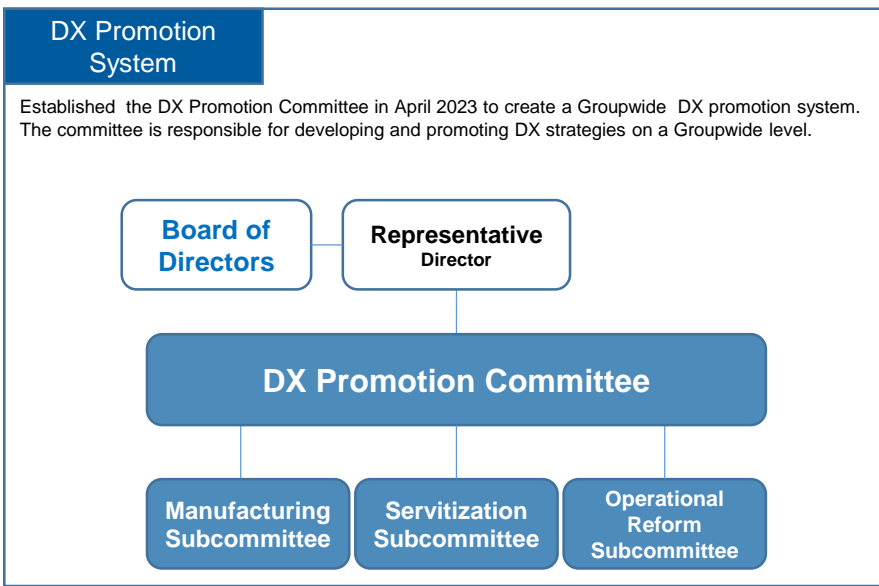 DX Promotion
System
Established the DX Promotion Committee in April 2023 to create a Groupwide DX promotion system.
The committee is responsible for developing and promoting DX strategies on a Groupwide level.
Board of
Directors
Representative
Director
DX Promotion Committee
Manufacturing
Subcommittee
Servitization
Subcommittee
Operational
Reform
Subcommittee